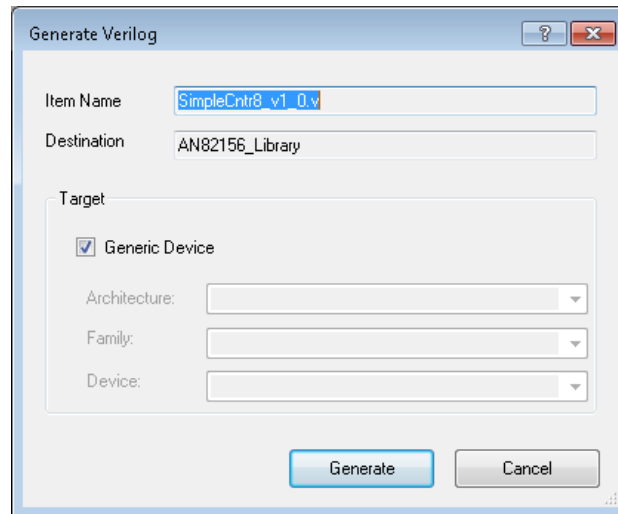 Generate Verilog
Item Name SimpleCntr8_v1_0.v
Destination AN82156_Library
Target
Generic Device
Architecture:
Family:
Device:
Generate Cancel